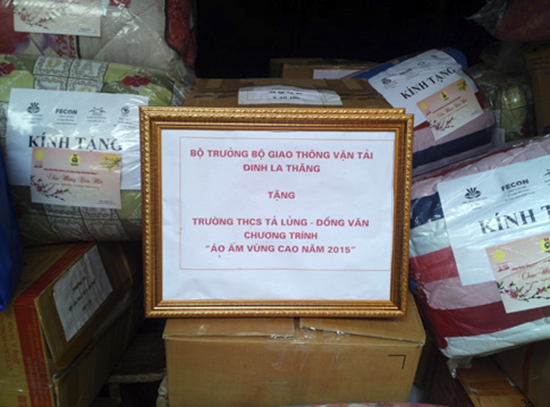 BỘ TRƯỞNG BỘ GIAO THÔNG VẬN TẢI
ĐINH LA THĂNG
TẶNG
TRƯỜNG THCS TẢ LỦNG - ĐỒNG VĂN
CHƯƠNG TRÌNH
"ÁO ẤM VÙNG CAO NĂM 2015"
FECON
KÍNH TẶNG
FECON
KÍNH TẶNG
FECON
KÍNH TẶNG